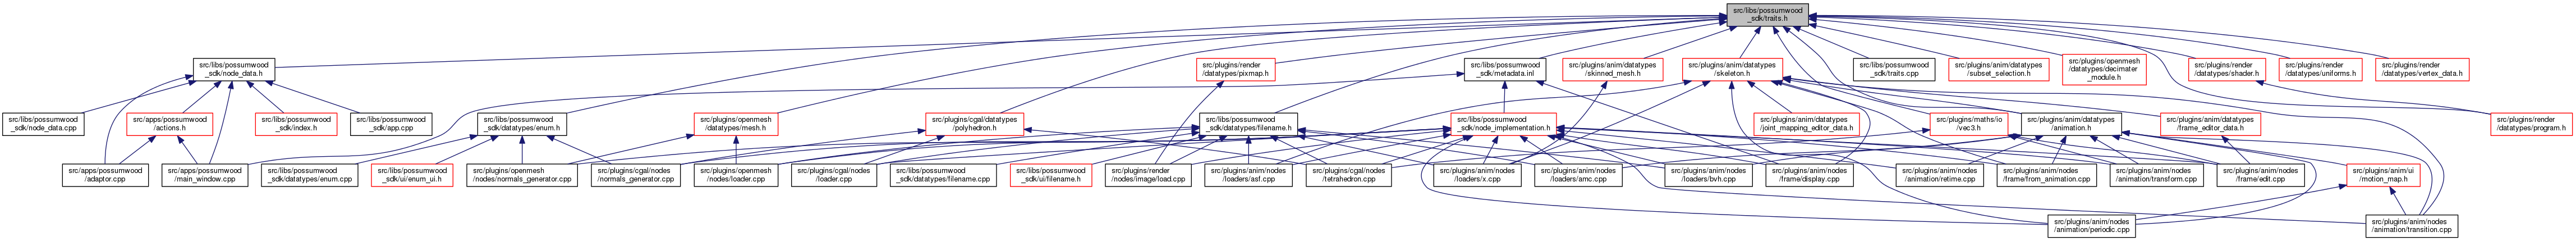 src/libs/possumwood
_sdk/traits.h
src/libs/possumwood
_sdk/node_data.h
src/plugins/render
/datatypes/pixmap.h
src/libs/possumwood
_sdk/metadata.inl
src/plugins/anim/datatypes
/skinned_mesh.h
src/plugins/anim/datatypes
/skeleton.h
src/libs/possumwood
_sdk/traits.cpp
src/plugins/anim/datatypes
/subset_selection.h
src/plugins/openmesh
/datatypes/decimater
_module.h
src/plugins/render
/datatypes/shader.h
src/plugins/render
/datatypes/uniforms.h
src/plugins/render
/datatypes/vertex_data.h
src/libs/possumwood
_sdk/node_data.cpp
src/apps/possumwood
/actions.h
src/libs/possumwood
_sdk/index.h
src/libs/possumwood
_sdk/app.cpp
src/libs/possumwood
_sdk/datatypes/enum.h
src/plugins/openmesh
/datatypes/mesh.h
src/plugins/cgal/datatypes
/polyhedron.h
src/libs/possumwood
_sdk/datatypes/filename.h
src/libs/possumwood
_sdk/node_implementation.h
src/plugins/anim/datatypes
/joint_mapping_editor_data.h
src/plugins/maths/io
/vec3.h
src/plugins/anim/datatypes
/animation.h
src/plugins/anim/datatypes
/frame_editor_data.h
src/plugins/render
/datatypes/program.h
src/apps/possumwood
/adaptor.cpp
src/apps/possumwood
/main_window.cpp
src/libs/possumwood
_sdk/datatypes/enum.cpp
src/libs/possumwood
_sdk/ui/enum_ui.h
src/plugins/openmesh
/nodes/normals_generator.cpp
src/plugins/cgal/nodes
/normals_generator.cpp
src/plugins/openmesh
/nodes/loader.cpp
src/plugins/cgal/nodes
/loader.cpp
src/libs/possumwood
_sdk/datatypes/filename.cpp
src/libs/possumwood
_sdk/ui/filename.h
src/plugins/render
/nodes/image/load.cpp
src/plugins/anim/nodes
/loaders/asf.cpp
src/plugins/cgal/nodes
/tetrahedron.cpp
src/plugins/anim/nodes
/loaders/x.cpp
src/plugins/anim/nodes
/loaders/amc.cpp
src/plugins/anim/nodes
/loaders/bvh.cpp
src/plugins/anim/nodes
/frame/display.cpp
src/plugins/anim/nodes
/animation/retime.cpp
src/plugins/anim/nodes
/frame/from_animation.cpp
src/plugins/anim/nodes
/animation/transform.cpp
src/plugins/anim/nodes
/frame/edit.cpp
src/plugins/anim/ui
/motion_map.h
src/plugins/anim/nodes
/animation/periodic.cpp
src/plugins/anim/nodes
/animation/transition.cpp